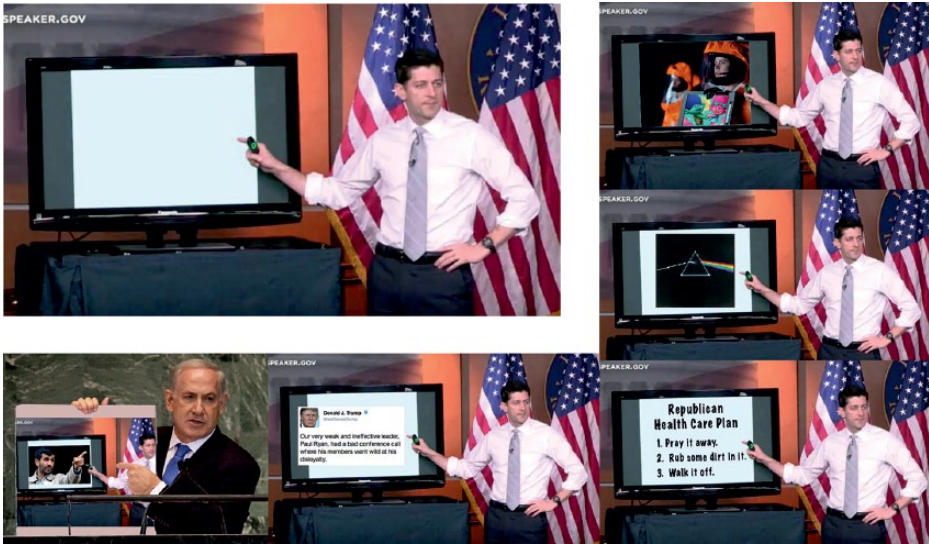 SPEAKER.GOV
Panasonic
SPEAKER.GOV
SPEAKER.GOV
SPEAKER.GOV
Donald J. Trump
@realDonaldTrump
Our very weak and ineffective leader,
Paul Ryan, had a bad conference call
where his members went wild at his
disloyalty.
SPEAKER.GOV
Republican
Health Care Plan
1. Pray it away.
2. Rub some dirt in it.
3. Walk it off.